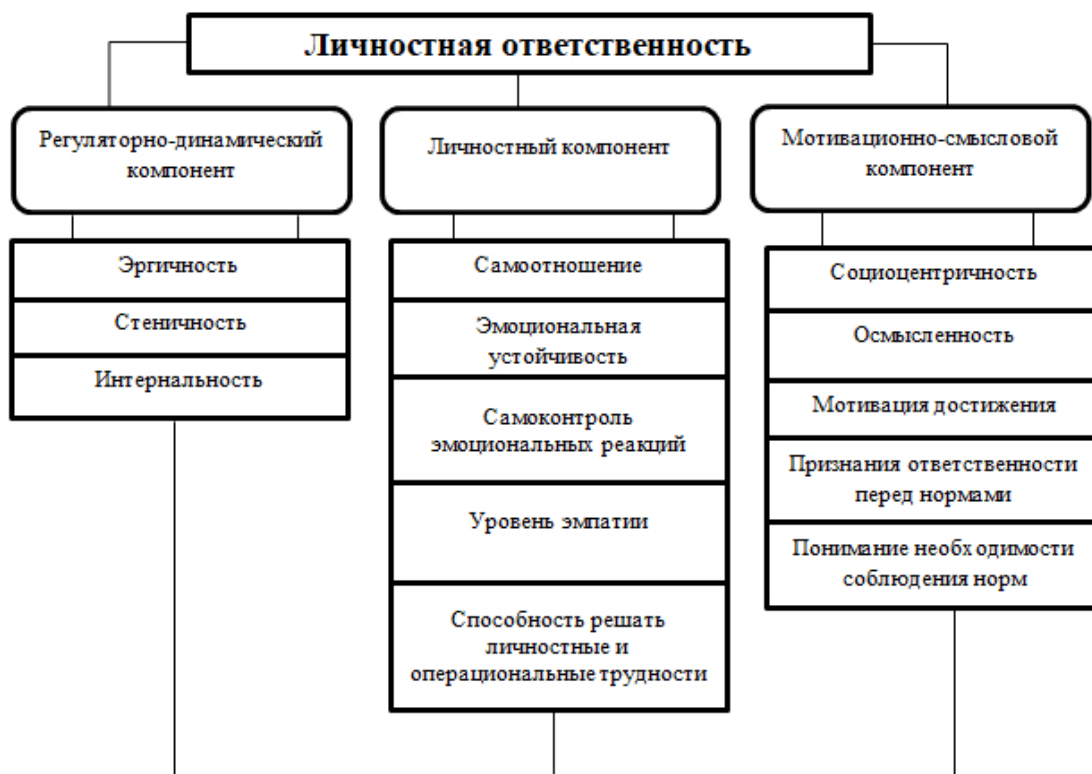 Личностная ответственность
Регуляторно-динамический
компонент
Эргичность
Стеничность
Интернальность
Личностный компонент
Самоотношение
Эмоциональная
устойчивость
Самоконтроль
эмоциональных реакций
Уровень эмпатии
Способность решать
личностные и
операциональные трудности
Мотивационно-смысловой
компонент
Социоцентричность
Осмысленность
Мотивация достижения
Признания ответственности
перед нормами
Понимание необходимости
соблюдения норм